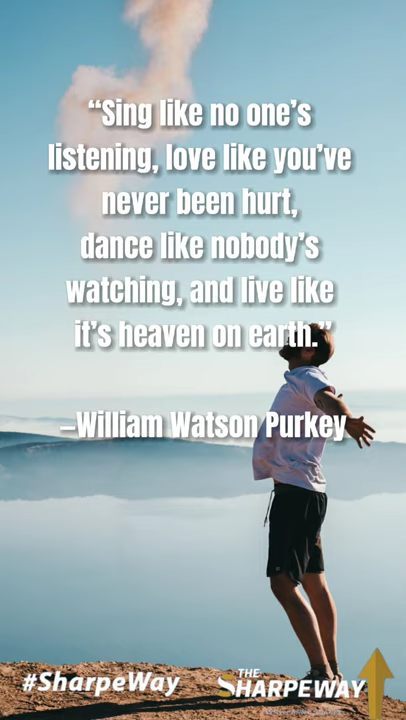 “Sing like no one’s
listening, love like you’ve
never been hurt,
dance like nobody’s
watching, and live like
it’s heaven on earth.”
–William Watson Purkey
#SharpeWay
THE
SHARPEWAY